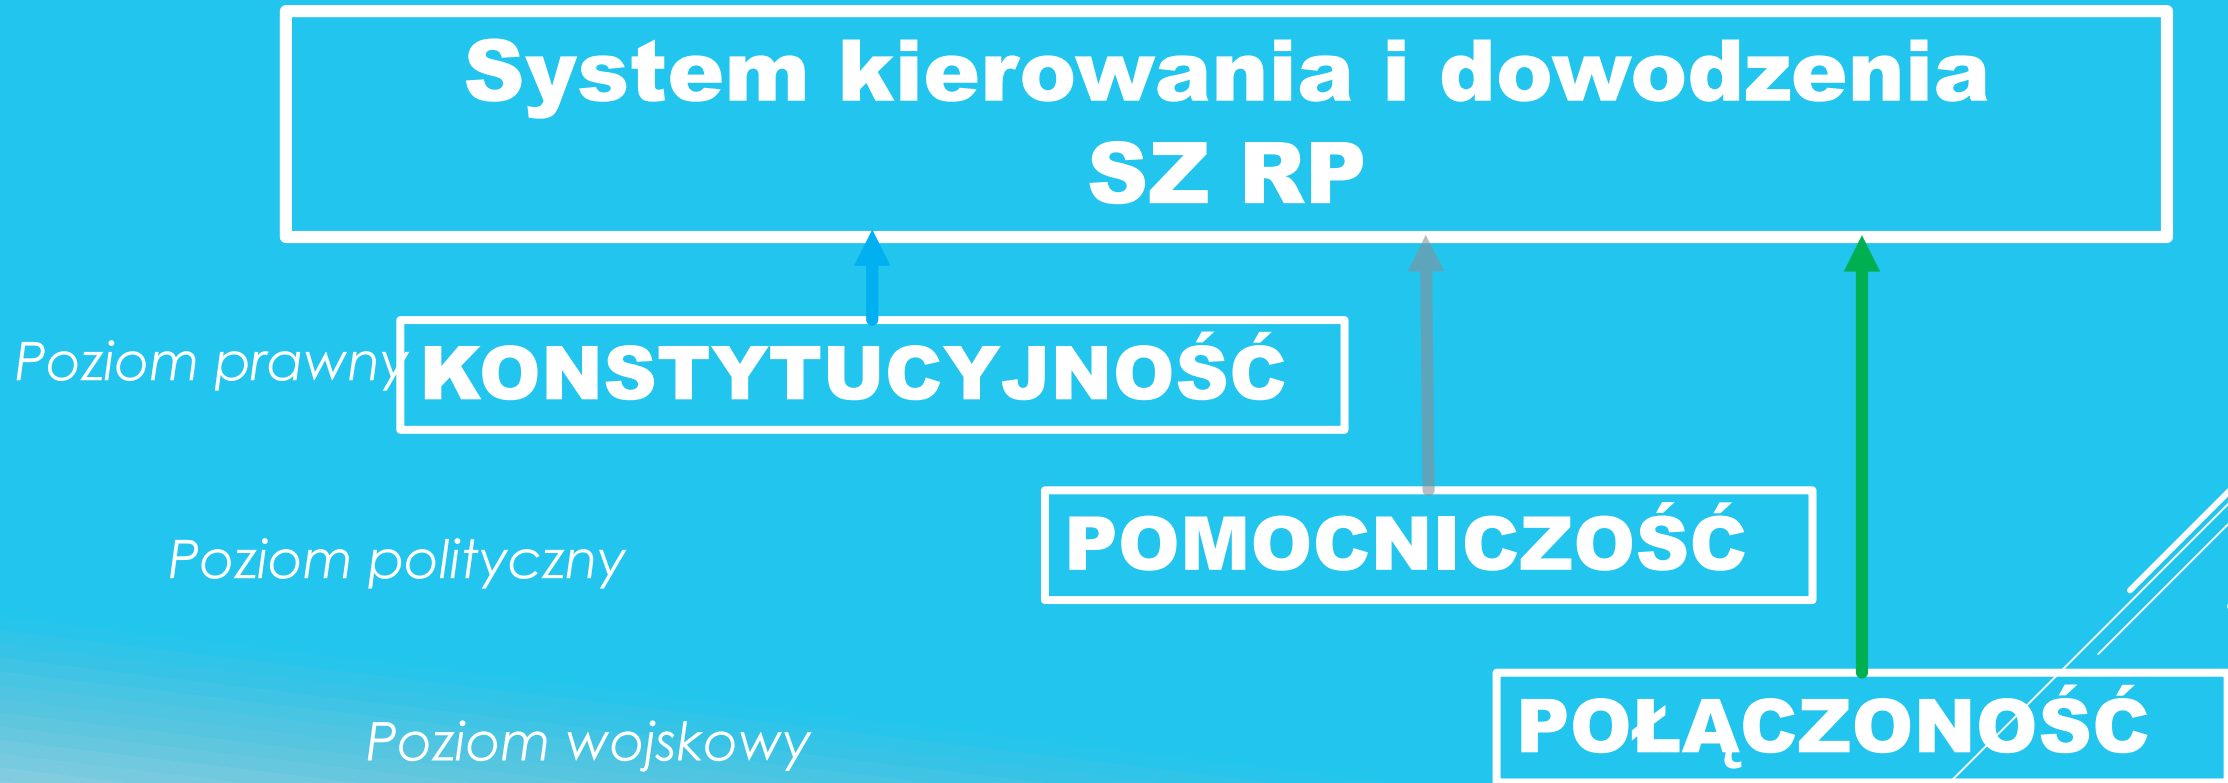 System kierowania i dowodzenia
SZ RP
Poziom prawny
KONSTYTUCYJNOŚĆ
POMOCNICZOŚĆ
Poziom polityczny
POŁĄCZONOŚĆ
Poziom wojskowy